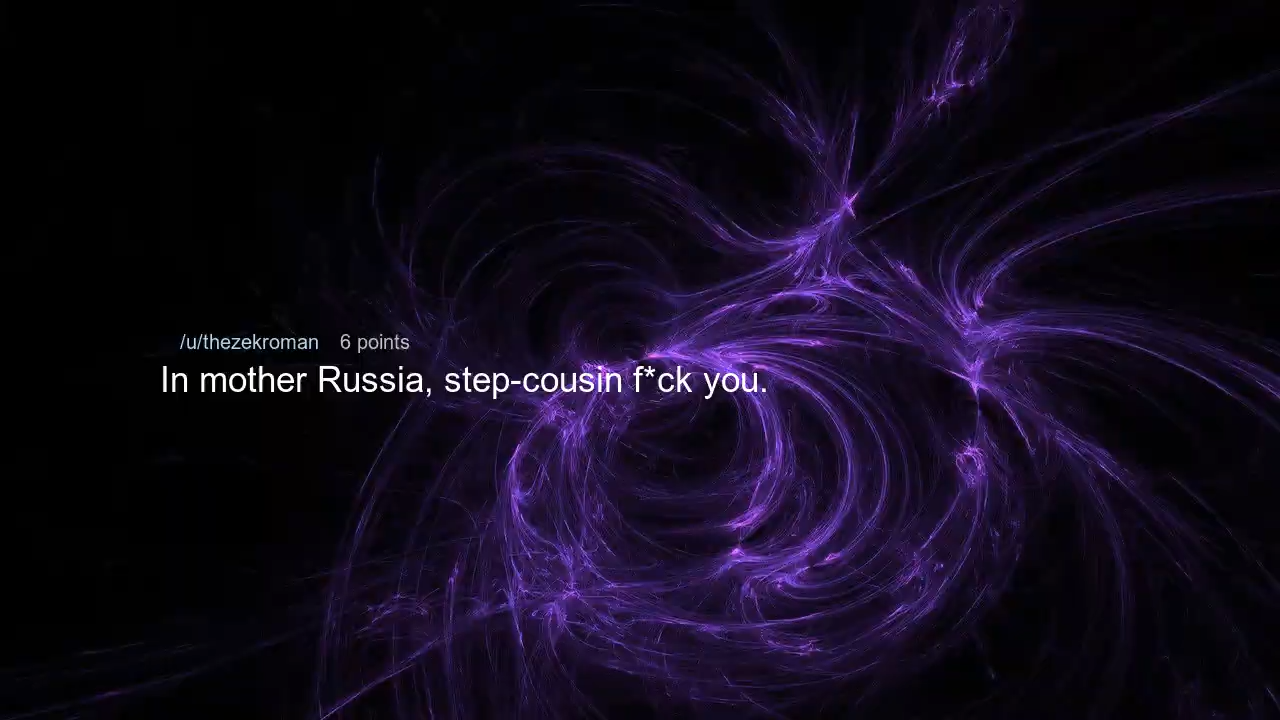 /u/thezekroman 6 points
In mother Russia, step-cousin f*ck you.